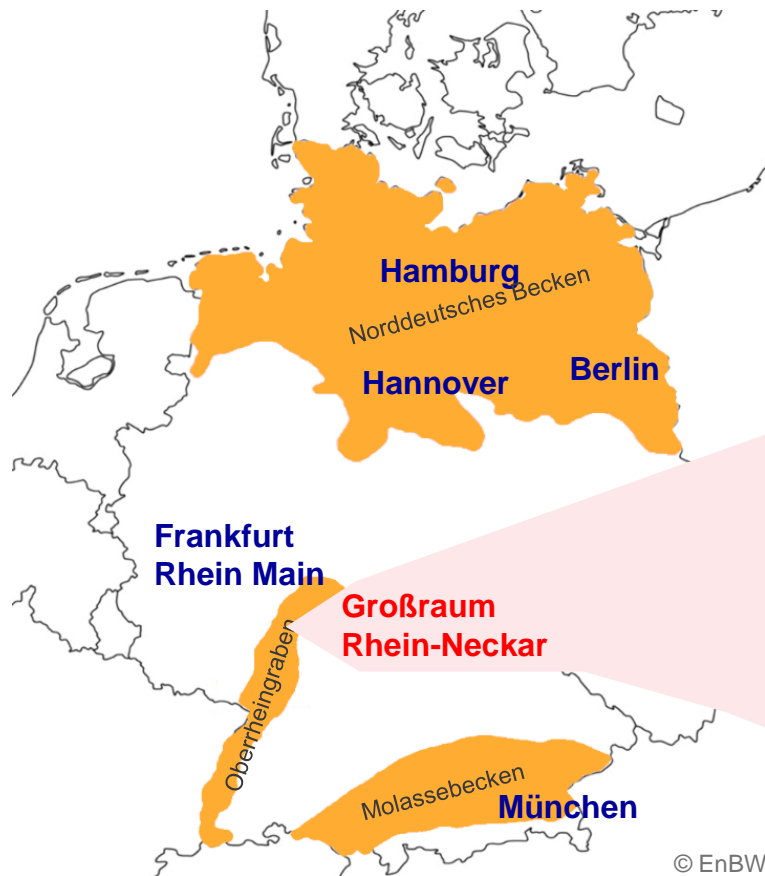 Hamburg
Norddeutsches Becken
Hannover
Berlin
Frankfurt
Rhein Main
Großraum
Rhein-Neckar
Oberrheingraben
Molassebecken
München
© EnBW